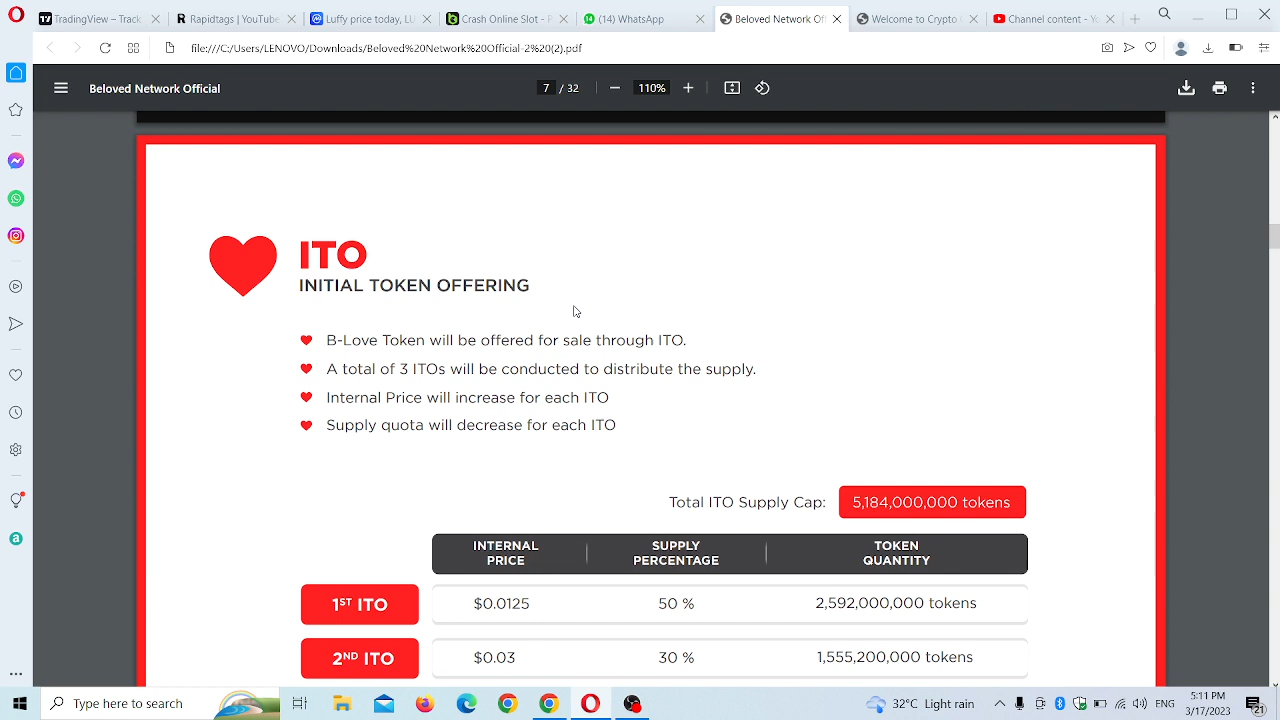 TradingView – Track
Rapidtags | YouTube
Luffy price today, LU
Crash Online Slot - P
(14) WhatsApp
Beloved Network Of
Welcome to Crypto
Channel content - Yo
file:///C:/Users/LENOVO/Downloads/Beloved%20Network%20Official-2%20(2).pdf
Beloved Network Official
7 / 32
110%
ITO
INITIAL TOKEN OFFERING
B-Love Token will be offered for sale through ITO.
A total of 3 ITOs will be conducted to distribute the supply.
Internal Price will increase for each ITO
Supply quota will decrease for each ITO
Total ITO Supply Cap: 5,184,000,000 tokens
INTERNAL PRICE SUPPLY PERCENTAGE TOKEN QUANTITY
1ST ITO $0.0125 50 % 2,592,000,000 tokens
2ND ITO $0.03 30 % 1,555,200,000 tokens
Type here to search
32°C Light rain
ENG
5:11 PM
3/17/2023
21